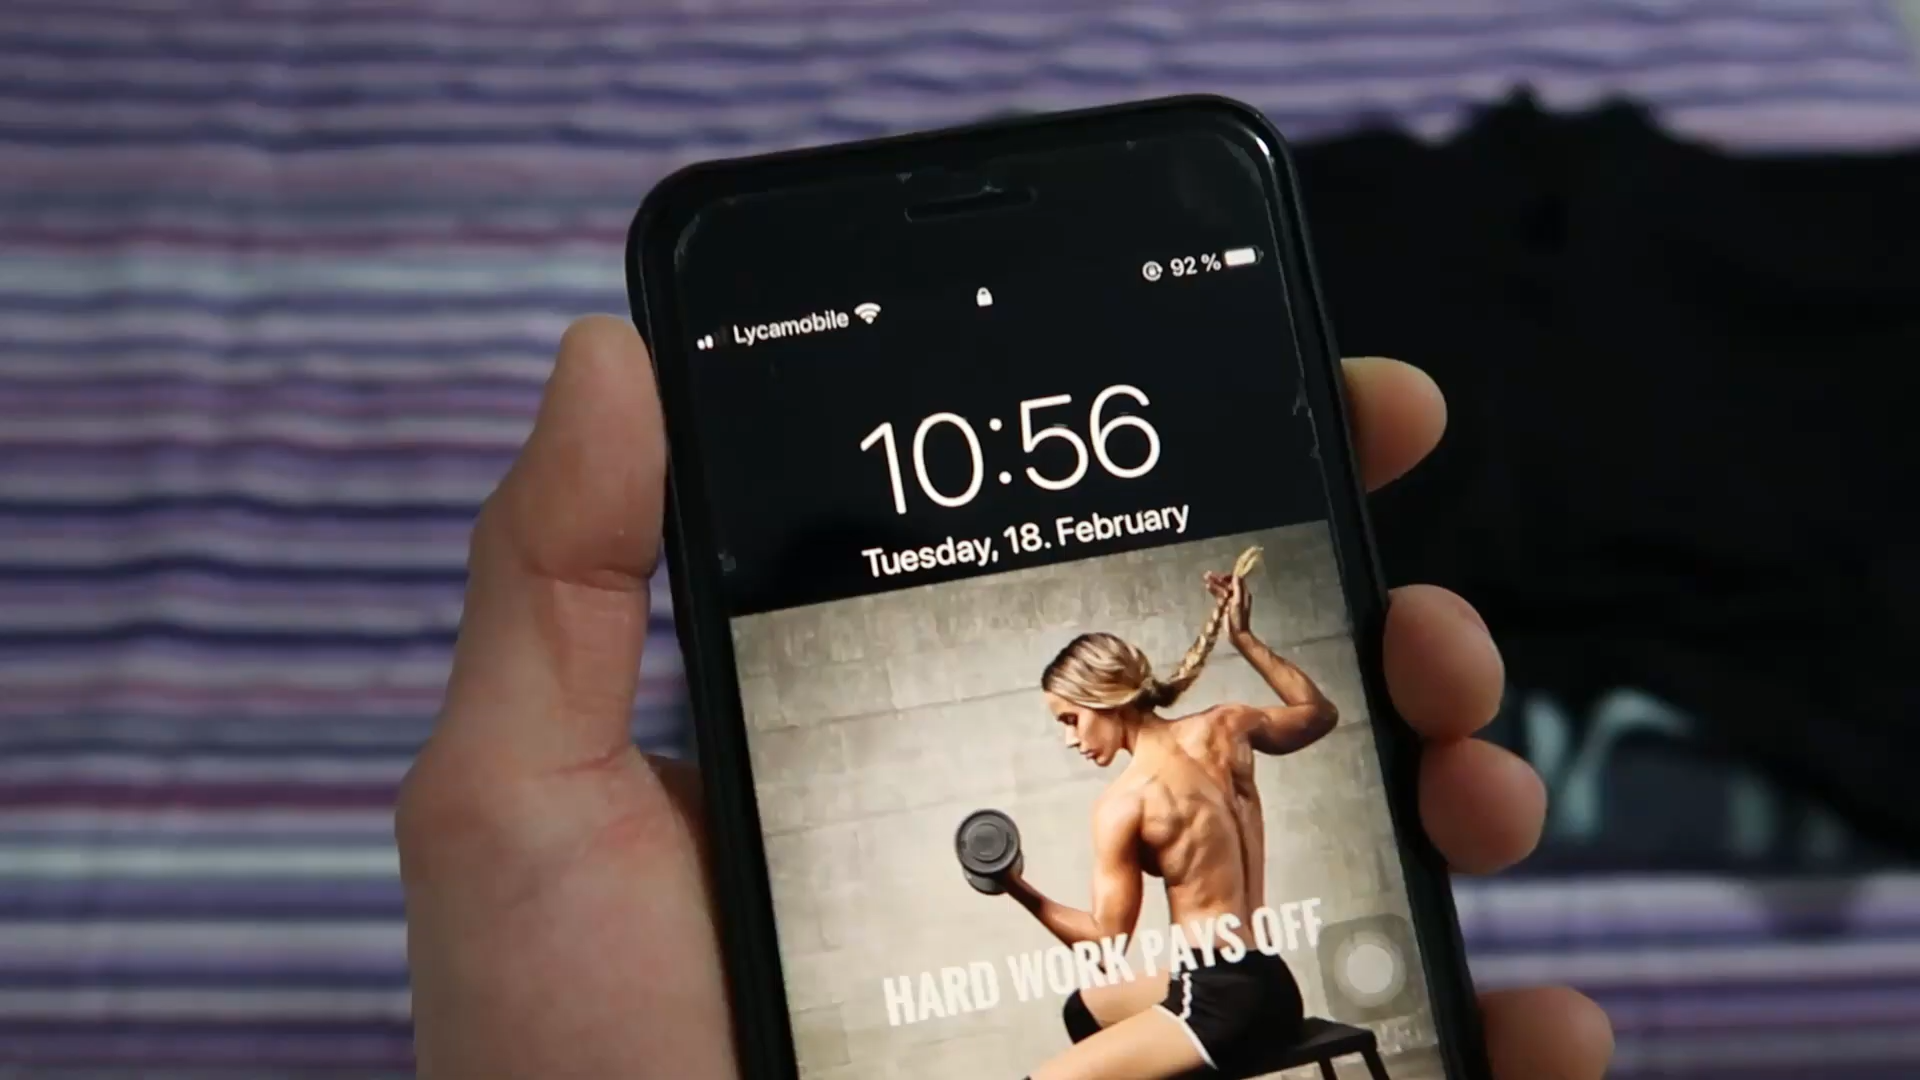 92 %
Lycamobile
10:56
Tuesday, 18. February
HARD WORK PAYS OFF